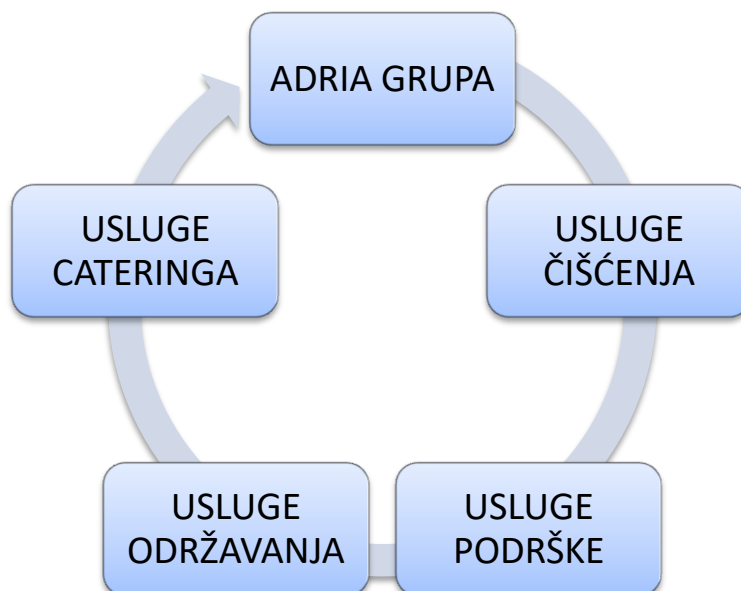 ADRIA GRUPA
USLUGE
ČIŠĆENJA
USLUGE
PODRŠKE
USLUGE
ODRŽAVANJA
USLUGE
CATERINGA